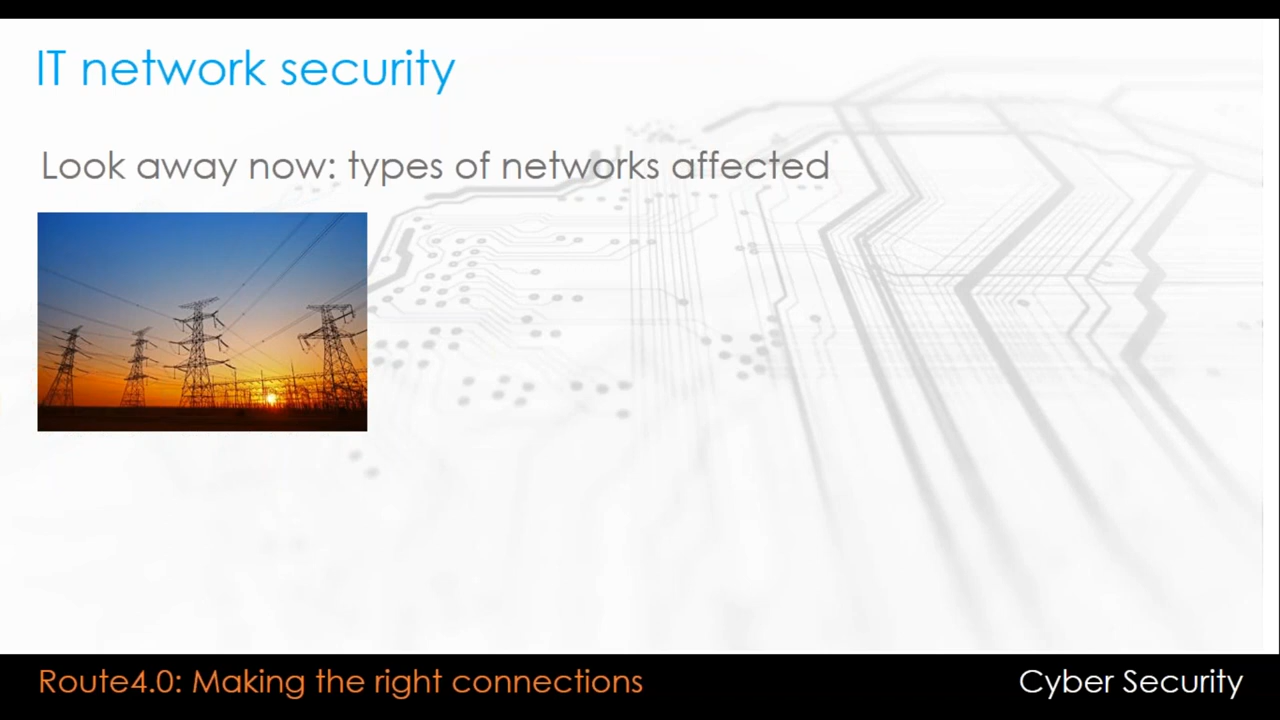 IT network security
Look away now: types of networks affected
Route4.0: Making the right connections
Cyber Security